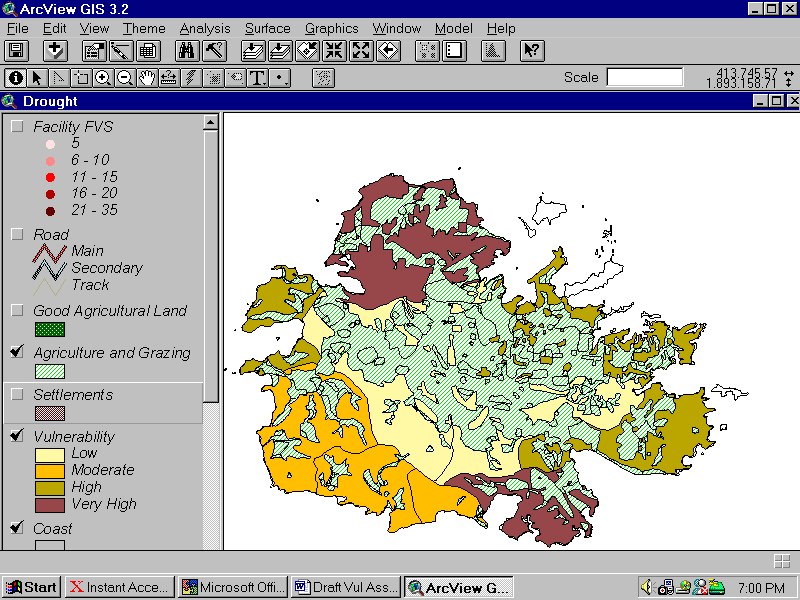 ArcView GIS 3.2
File Edit View Theme Analysis Surface Graphics Window Model Help
Scale 413,745.57
1,893,158.71
Drought
Facility FVS
5
6 - 10
11 - 15
16 - 20
21 - 35
Road
Main
Secondary
Track
Good Agricultural Land
Agriculture and Grazing
Settlements
Vulnerability
Low
Moderate
High
Very High
Coast
Start X Instant Acce... Microsoft Offi... Draft Vul Ass... ArcView G... 7:00 PM